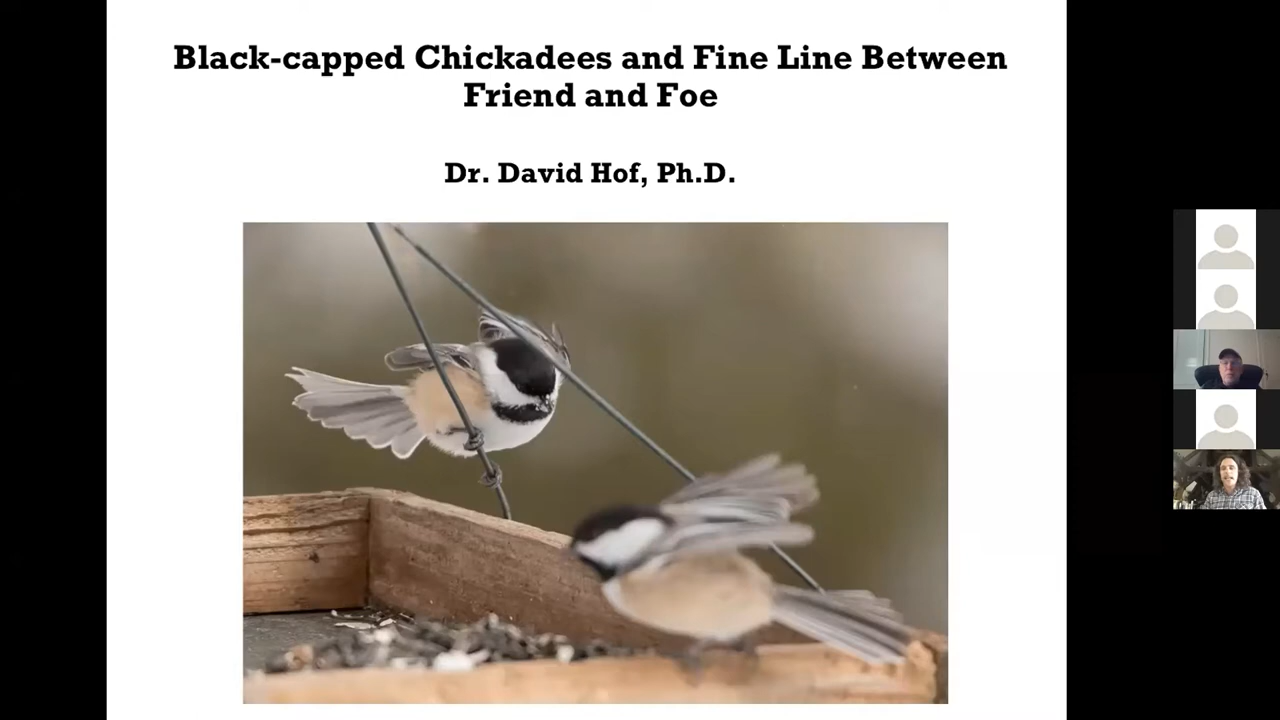 Black-capped Chickadees and Fine Line Between
Friend and Foe
Dr. David Hof, Ph.D.